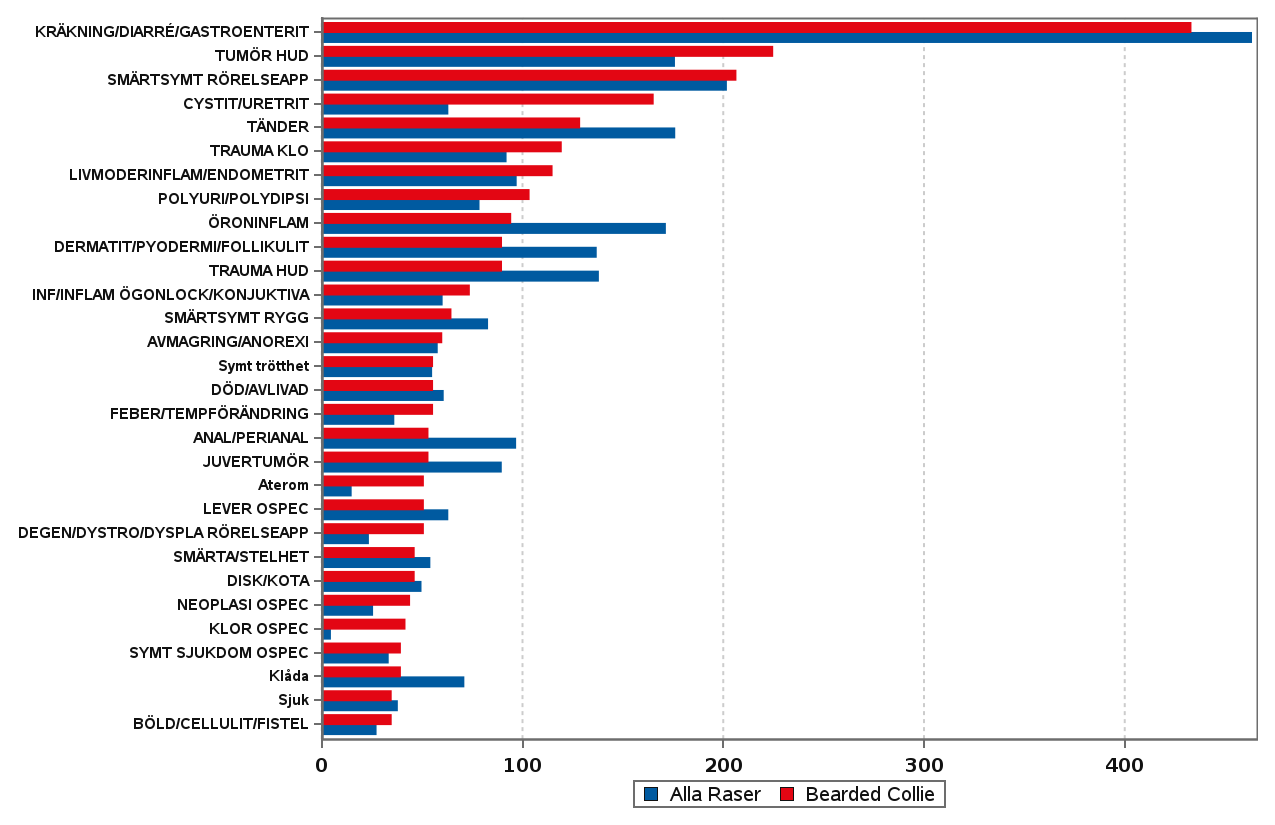 KRÄKNING/DIARRÉ/GASTROENTERIT
TUMÖR HUD
SMÄRTSYMT RÖRELSEAPP
CYSTIT/URETRIT
TÄNDER
TRAUMA KLO
LIVMODERINFLAM/ENDOMETRIT
POLYURI/POLYDIPSI
ÖRONINFLAM
DERMATIT/PYODERMI/FOLLIKULIT
TRAUMA HUD
INF/INFLAM ÖGONLOCK/KONJUKTIVA
SMÄRTSYMT RYGG
AVMAGRING/ANOREXI
Symt trötthet
DÖD/AVLIVAD
FEBER/TEMPFÖRÄNDRING
ANAL/PERIANAL
JUVERTUMÖR
Aterom
LEVER OSPEC
DEGEN/DYSTRO/DYSPLA RÖRELSEAPP
SMÄRTA/STELHET
DISK/KOTA
NEOPLASI OSPEC
KLOR OSPEC
SYMT SJUKDOM OSPEC
Klåda
Sjuk
BÖLD/CELLULIT/FISTEL
0 100 200 300 400
Alla Raser Bearded Collie